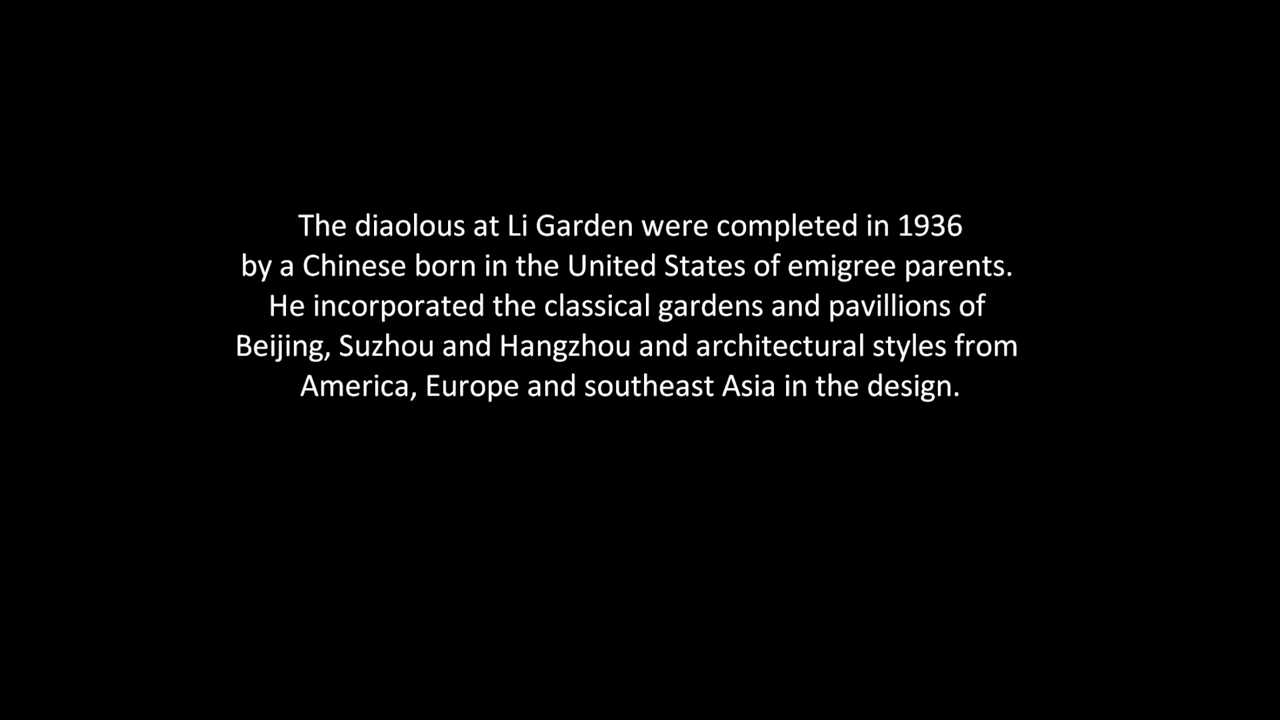 The diaolous at Li Garden were completed in 1936
by a Chinese born in the United States of emigree parents.
He incorporated the classical gardens and pavillions of
Beijing, Suzhou and Hangzhou and architectural styles from
America, Europe and southeast Asia in the design.